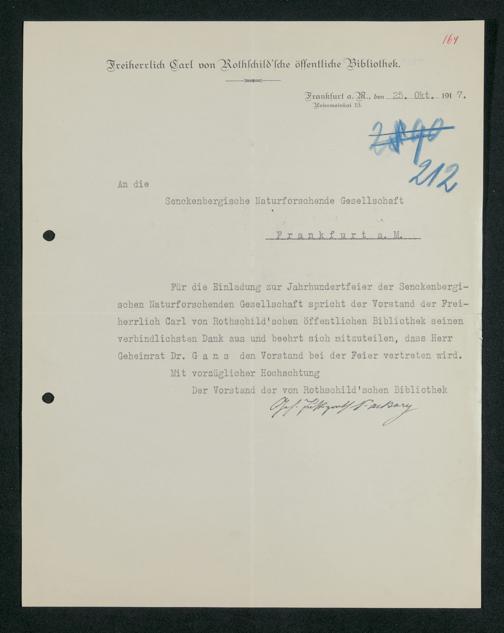 164
Freiherrlich Carl von Rothschild'sche öffentliche Bibliothek.
Frankfurt a. M., den 25. Okt. 1917.
Untermainkai 15.
212
An die
Senckenbergische Naturforschende Gesellschaft
Frankfurt a. M.
Für die Einladung zur Jahrhundertfeier der Senckenbergi-
schen Naturforschenden Gesellschaft spricht der Vorstand der Frei-
herrlich Carl von Rothschild'schen öffentlichen Bibliothek seinen
verbindlichsten Dank aus und beehrt sich mitzuteilen, dass Herr
Geheimrat Dr. Gans den Vorstand bei der Feier vertreten wird.
Mit vorzüglicher Hochachtung
Der Vorstand der von Rothschild'schen Bibliothek